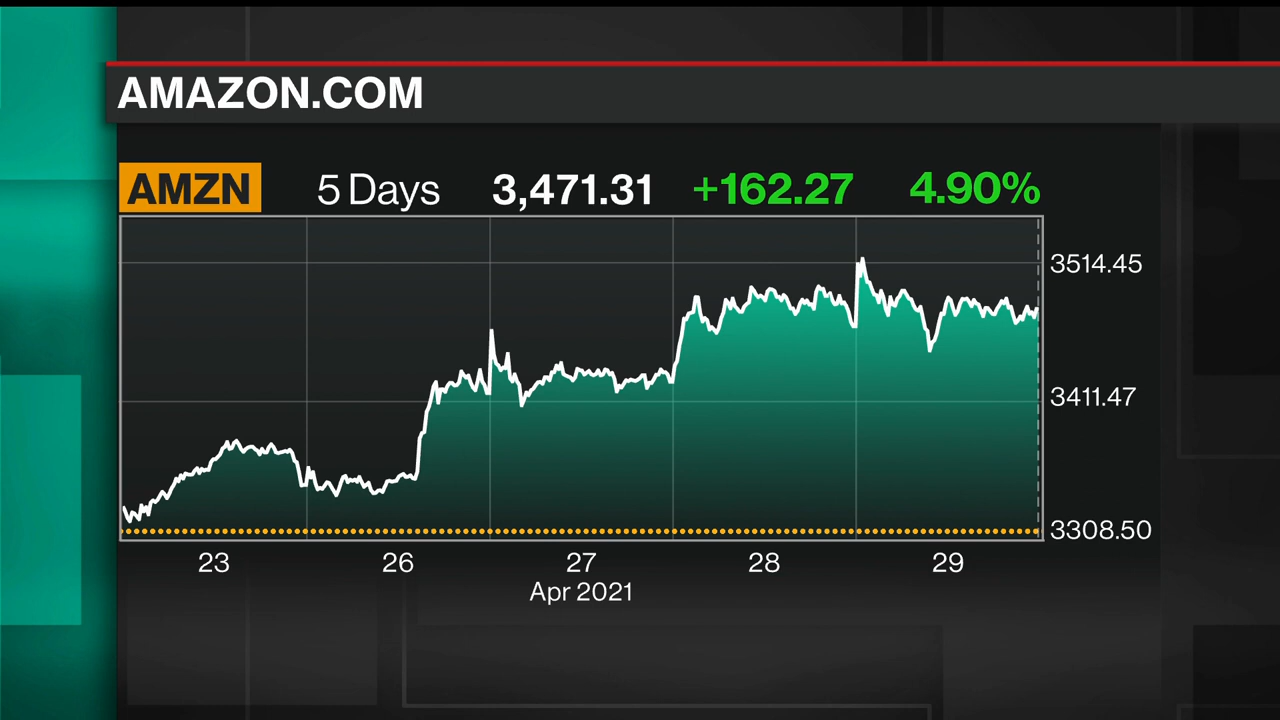 AMAZON.COM
AMZN 5 Days 3,471.31 +162.27 4.90%
3514.45
3411.47
3308.50
23 26 27 28 29
Apr 2021